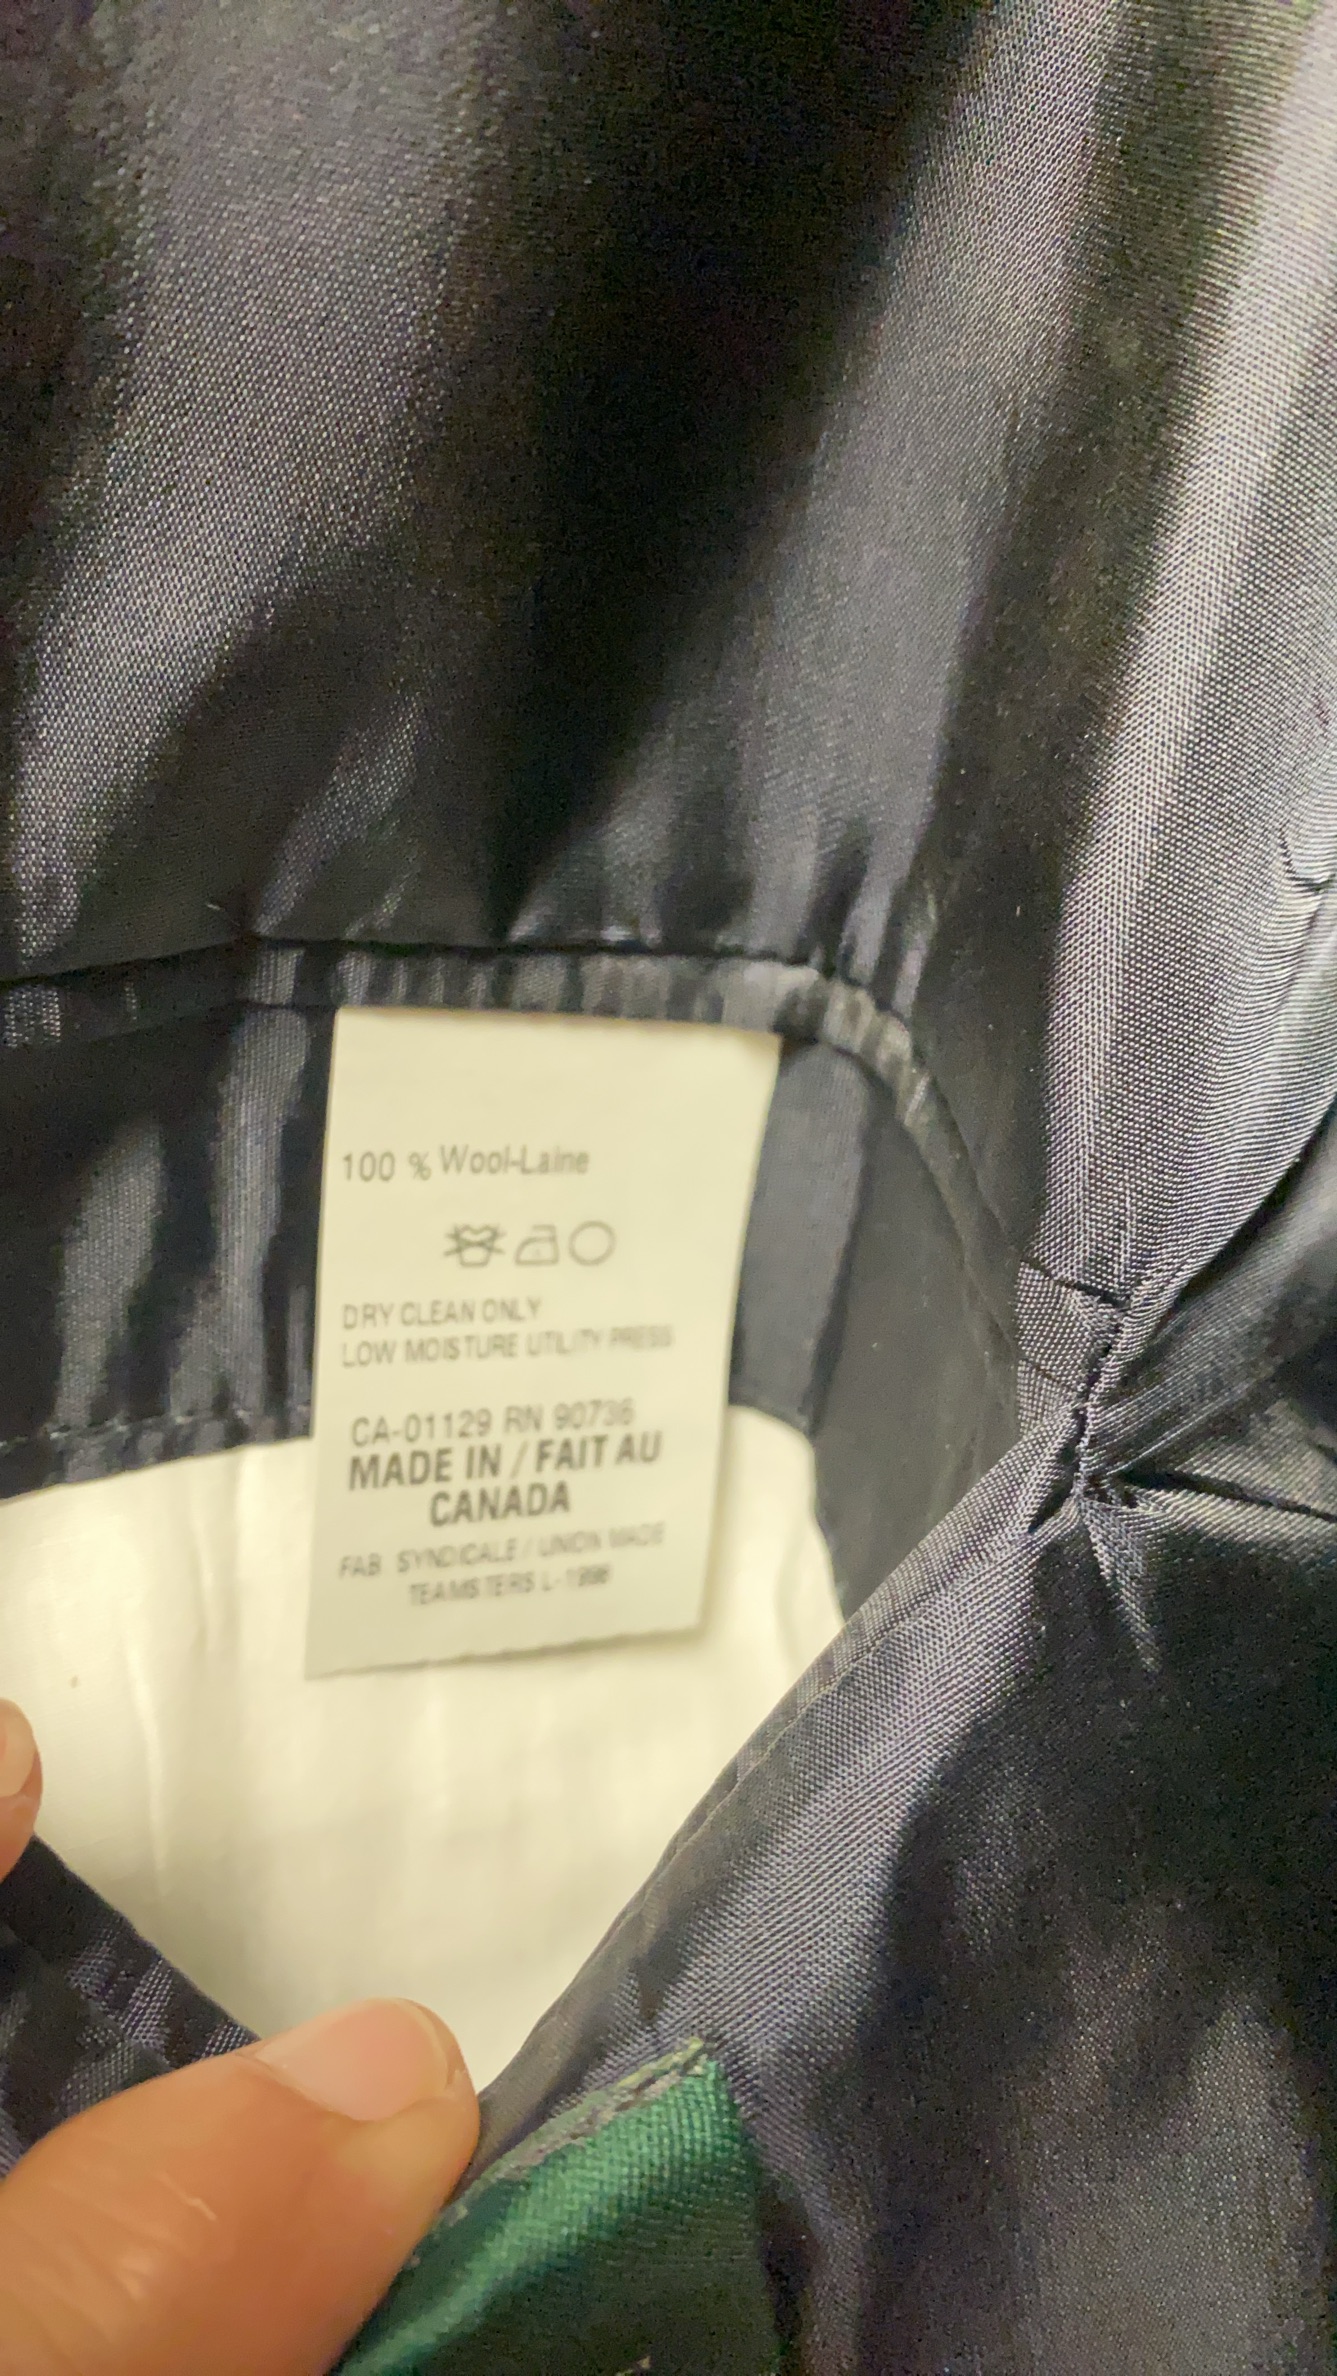 100 % Wool-Laine
DRY CLEAN ONLY
LOW MOISTURE UTILITY PRESS
CA-01129 RN 90736
MADE IN / FAIT AU
CANADA
FAB SYNDICALE / UNION MADE
TEAMSTERS L-